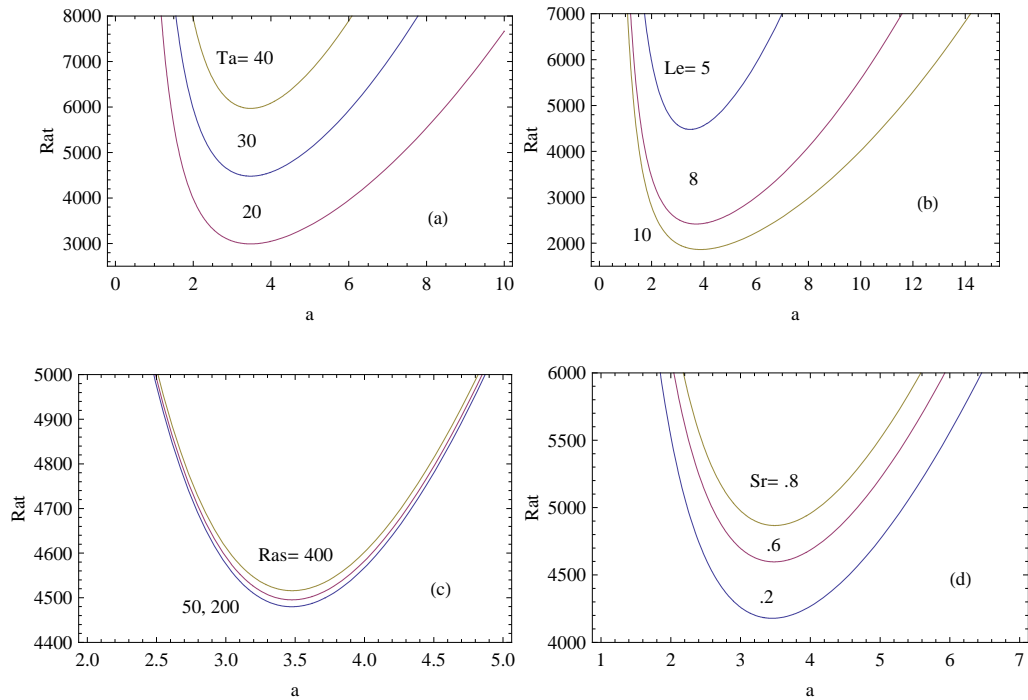 8000
7000
6000
5000
4000
3000
Rat
Ta= 40
30
20
(a)
0 2 4 6 8 10
a
7000
6000
5000
4000
3000
2000
Rat
Le= 5
8
10
(b)
0 2 4 6 8 10 12 14
a
5000
4900
4800
4700
4600
4500
4400
Rat
Ras= 400
50, 200
(c)
2.0 2.5 3.0 3.5 4.0 4.5 5.0
a
6000
5500
5000
4500
4000
Rat
Sr= .8
.6
.2
(d)
1 2 3 4 5 6 7
a